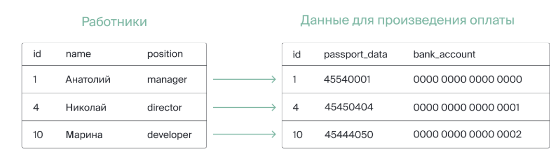 Работники
Данные для произведения оплаты
id name position
id passport_data bank_account
1 Анатолий manager
1 45540001 0000 0000 0000 0000
4 Николай director
4 45450404 0000 0000 0000 0001
10 Марина developer
10 45444050 0000 0000 0000 0002